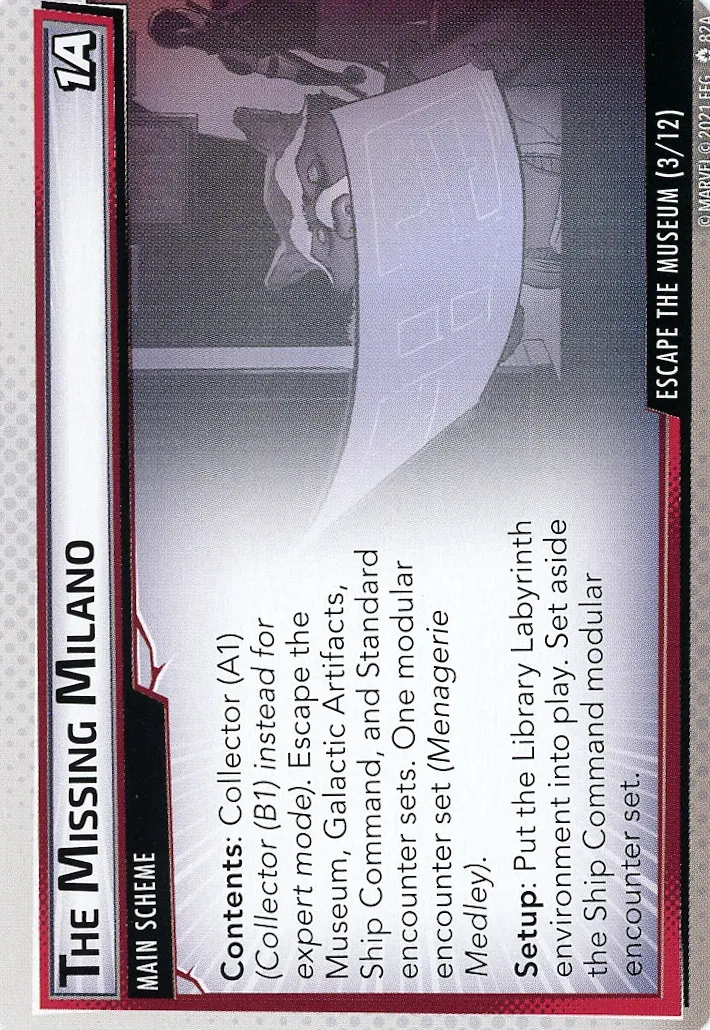 THE MISSING MILANO
1A
MAIN SCHEME
Contents: Collector (A1)
(Collector (B1) instead for
expert mode). Escape the
Museum, Galactic Artifacts,
Ship Command, and Standard
encounter sets. One modular
encounter set (Menagerie
Medley).
Setup: Put the Library Labyrinth
environment into play. Set aside
the Ship Command modular
encounter set.
ESCAPE THE MUSEUM (3/12)
© MARVEL © 2021 FFG 82A